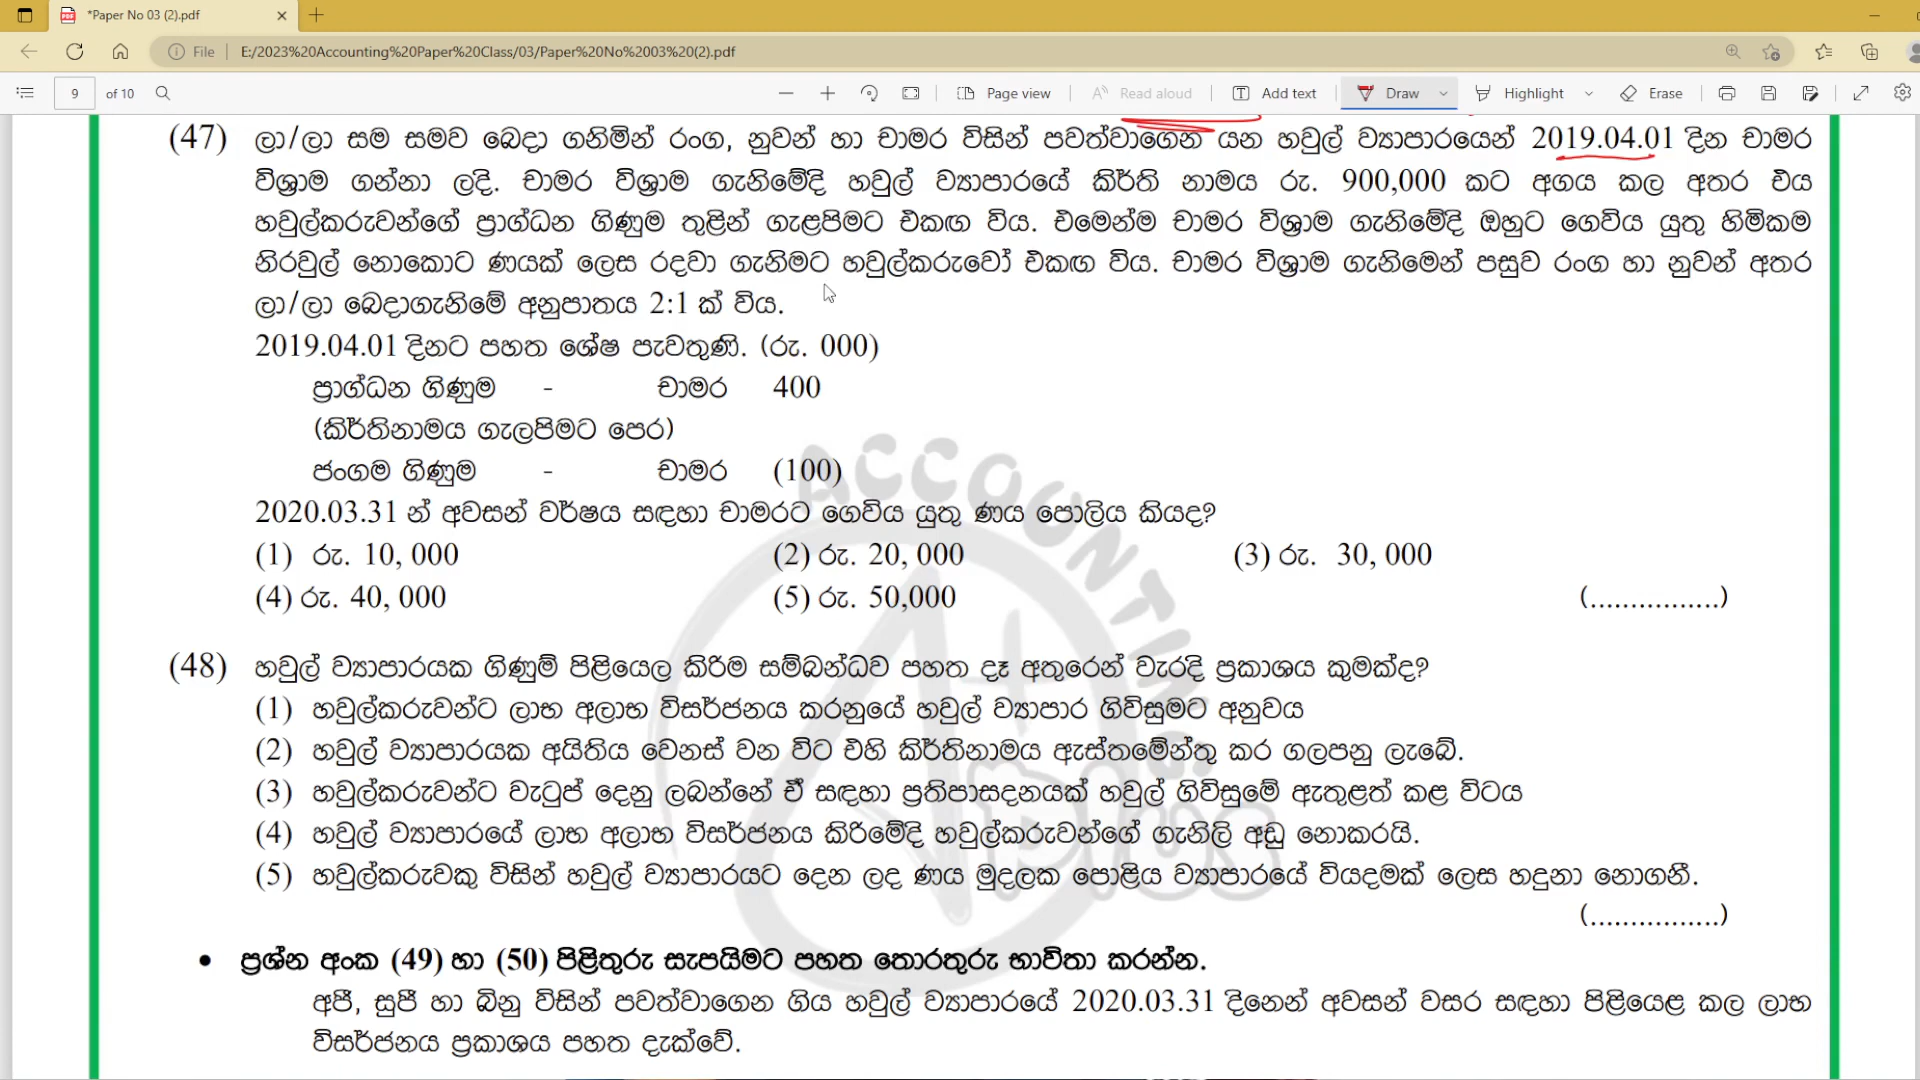 *Paper No 03 (2).pdf
File
E:/2023%20Accounting%20Paper%20Class/03/Paper%20No%2003%20(2).pdf
9 of 10
Page view
Read aloud
Add text
Draw
Highlight
Erase
(47) ලා/ලා සම සමව බෙදා ගනිමින් රංග, නුවන් හා චාමර විසින් පවත්වාගෙන යන හවුල් ව්‍යාපාරයෙන් 2019.04.01 දින චාමර
විශ්‍රාම ගන්නා ලදි. චාමර විශ්‍රාම ගැනිමේදි හවුල් ව්‍යාපාරයේ කිර්ති නාමය රු. 900,000 කට අගය කල අතර එය
හවුල්කරුවන්ගේ ප්‍රාග්ධන ගිණුම තුළින් ගැළපිමට එකඟ විය. එමෙන්ම චාමර විශ්‍රාම ගැනිමේදි ඔහුට ගෙවිය යුතු හිමිකම
නිරවුල් නොකොට ණයක් ලෙස රදවා ගැනිමට හවුල්කරුවෝ එකඟ විය. චාමර විශ්‍රාම ගැනිමෙන් පසුව රංග හා නුවන් අතර
ලා/ලා බෙදාගැනිමේ අනුපාතය 2:1 ක් විය.
2019.04.01 දිනට පහත ශේෂ පැවතුණි. (රු. 000)
ප්‍රාග්ධන ගිණුම - චාමර 400
(කිර්තිනාමය ගැලපිමට පෙර)
ජංගම ගිණුම - චාමර (100)
2020.03.31 න් අවසන් වර්ෂය සඳහා චාමරට ගෙවිය යුතු ණය පොලිය කියද?
(1) රු. 10, 000 (2) රු. 20, 000 (3) රු. 30, 000
(4) රු. 40, 000 (5) රු. 50,000 (................)
(48) හවුල් ව්‍යාපාරයක ගිණුම් පිළියෙල කිරිම සම්බන්ධව පහත දෑ අතුරෙන් වැරදි ප්‍රකාශය කුමක්ද?
(1) හවුල්කරුවන්ට ලාභ අලාභ විසර්ජනය කරනුයේ හවුල් ව්‍යාපාර ගිවිසුමට අනුවය
(2) හවුල් ව්‍යාපාරයක අයිතිය වෙනස් වන විට එහි කිර්තිනාමය ඇස්තමේන්තු කර ගලපනු ලැබේ.
(3) හවුල්කරුවන්ට වැටුප් දෙනු ලබන්නේ ඒ සඳහා ප්‍රතිපාසදනයක් හවුල් ගිවිසුමේ ඇතුළත් කළ විටය
(4) හවුල් ව්‍යාපාරයේ ලාභ අලාභ විසර්ජනය කිරිමේදි හවුල්කරුවන්ගේ ගැනිලි අඩු නොකරයි.
(5) හවුල්කරුවකු විසින් හවුල් ව්‍යාපාරයට දෙන ලද ණය මුදලක පොළිය ව්‍යාපාරයේ වියදමක් ලෙස හදුනා නොගනී.
(................)
• ප්‍රශ්න අංක (49) හා (50) පිළිතුරු සැපයිමට පහත තොරතුරු භාවිතා කරන්න.
අජී, සුජී හා බිනු විසින් පවත්වාගෙන ගිය හවුල් ව්‍යාපාරයේ 2020.03.31 දිනෙන් අවසන් වසර සඳහා පිළියෙළ කල ලාභ
විසර්ජනය ප්‍රකාශය පහත දැක්වේ.
ACCOUNTING
A+
PLUS